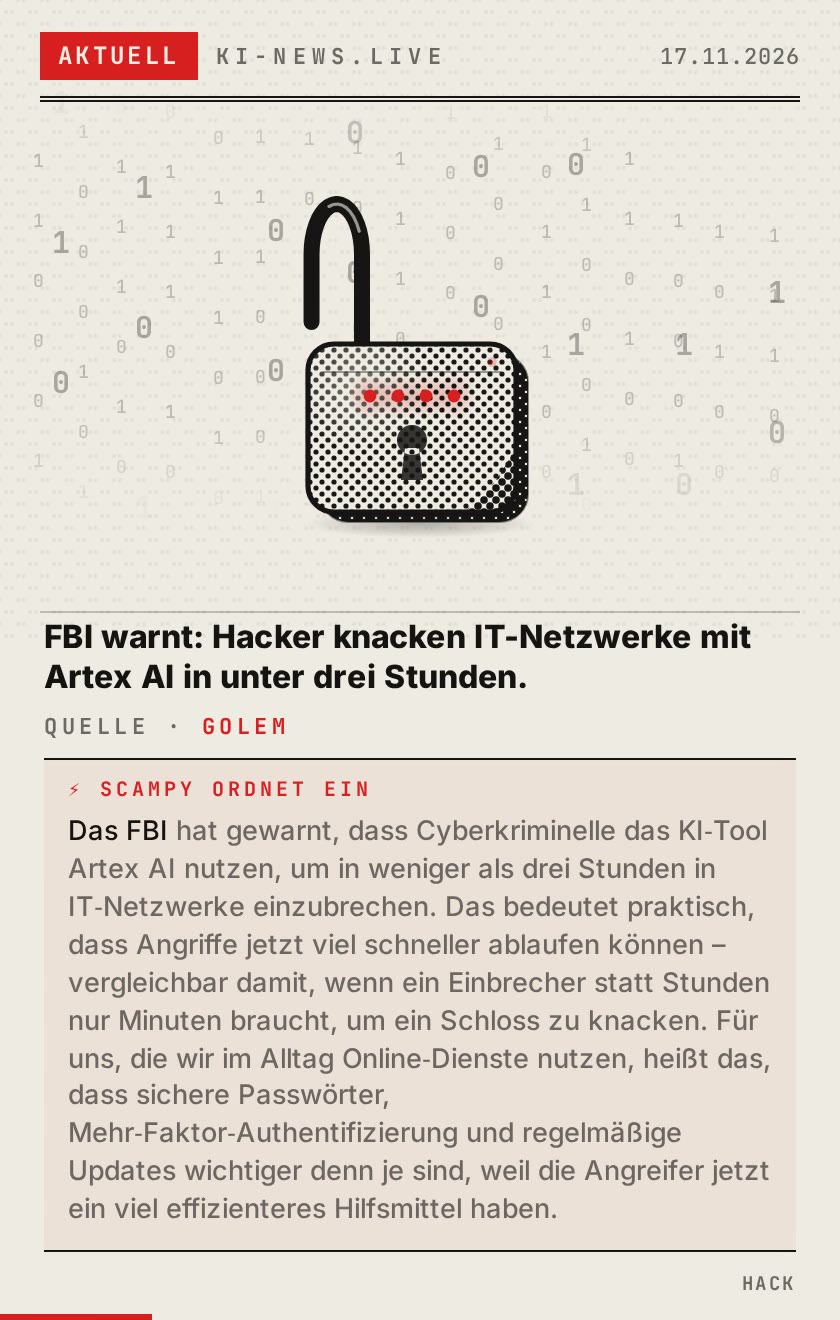 AKTUELL KI-NEWS.LIVE 17.11.2026
FBI warnt: Hacker knacken IT-Netzwerke mit
Artex AI in unter drei Stunden.
QUELLE · GOLEM
⚡ SCAMPY ORDNET EIN
Das FBI hat gewarnt, dass Cyberkriminelle das KI-Tool
Artex AI nutzen, um in weniger als drei Stunden in
IT-Netzwerke einzubrechen. Das bedeutet praktisch,
dass Angriffe jetzt viel schneller ablaufen können –
vergleichbar damit, wenn ein Einbrecher statt Stunden
nur Minuten braucht, um ein Schloss zu knacken. Für
uns, die wir im Alltag Online-Dienste nutzen, heißt das,
dass sichere Passwörter,
Mehr-Faktor-Authentifizierung und regelmäßige
Updates wichtiger denn je sind, weil die Angreifer jetzt
ein viel effizienteres Hilfsmittel haben.
HACK